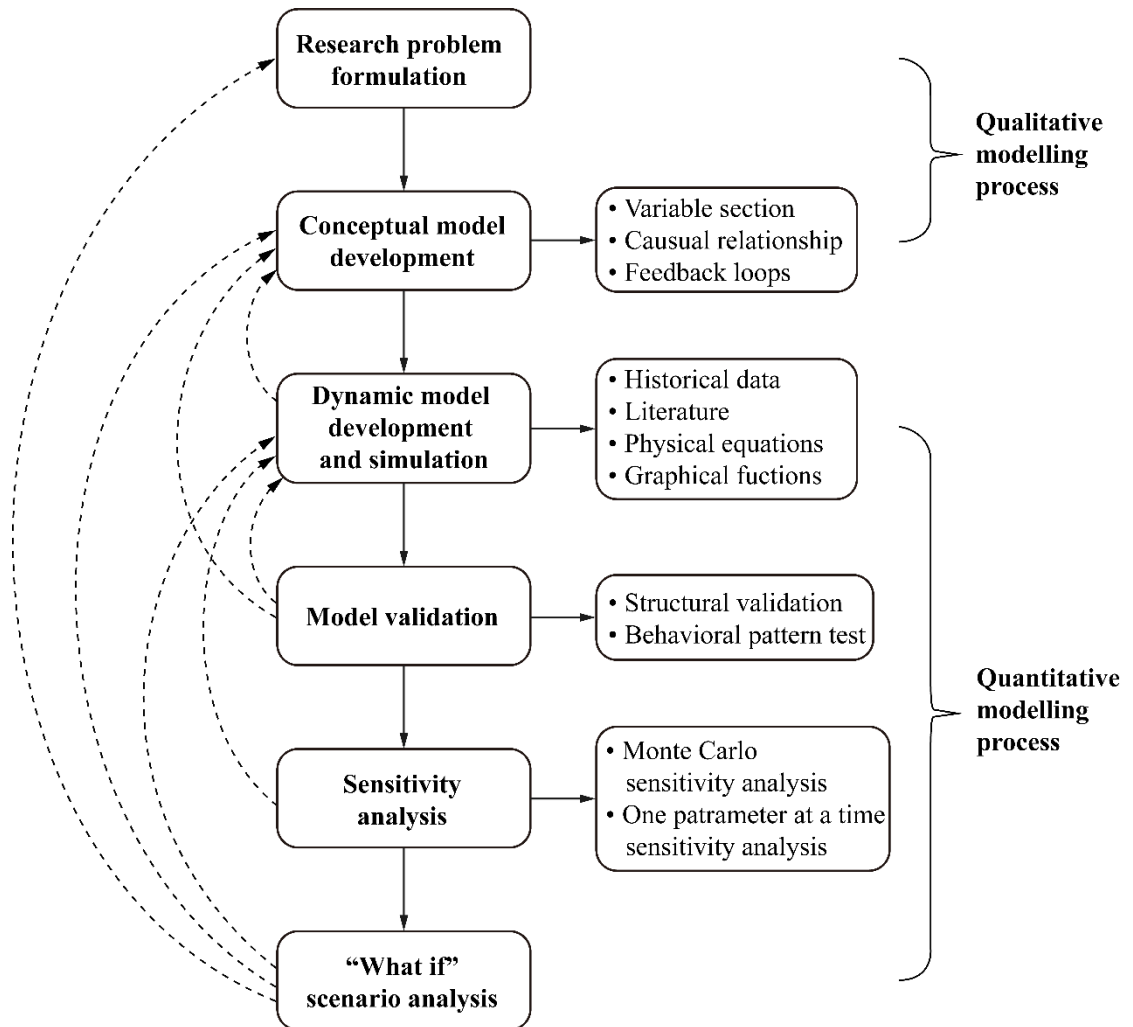 Research problem
formulation
Qualitative
modelling
process
Conceptual model
development
• Variable section
• Causual relationship
• Feedback loops
Dynamic model
development
and simulation
• Historical data
• Literature
• Physical equations
• Graphical fuctions
Model validation
• Structural validation
• Behavioral pattern test
Quantitative
modelling
process
Sensitivity
analysis
• Monte Carlo
sensitivity analysis
• One patrameter at a time
sensitivity analysis
“What if”
scenario analysis